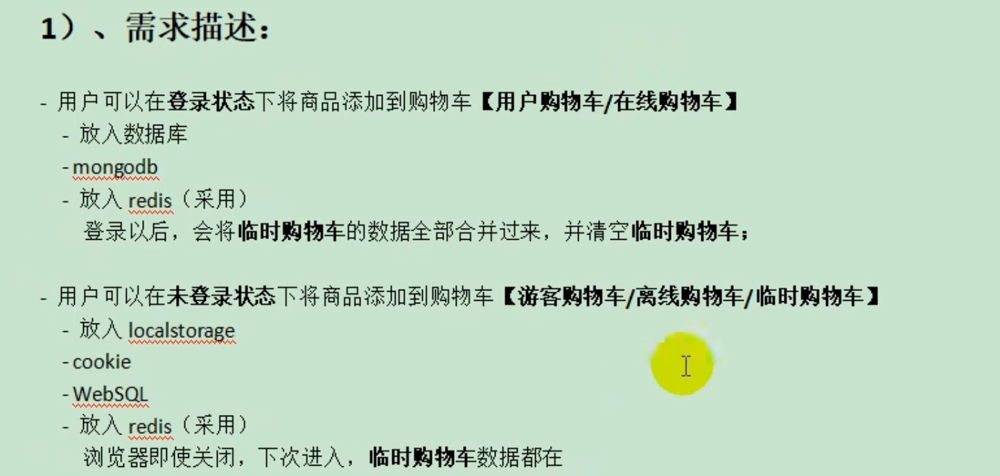 1）、需求描述：
- 用户可以在登录状态下将商品添加到购物车【用户购物车/在线购物车】
- 放入数据库
- mongodb
- 放入 redis（采用）
登录以后，会将临时购物车的数据全部合并过来，并清空临时购物车；
- 用户可以在未登录状态下将商品添加到购物车【游客购物车/离线购物车/临时购物车】
- 放入 localstorage
- cookie
- WebSQL
- 放入 redis（采用）
浏览器即使关闭，下次进入，临时购物车数据都在